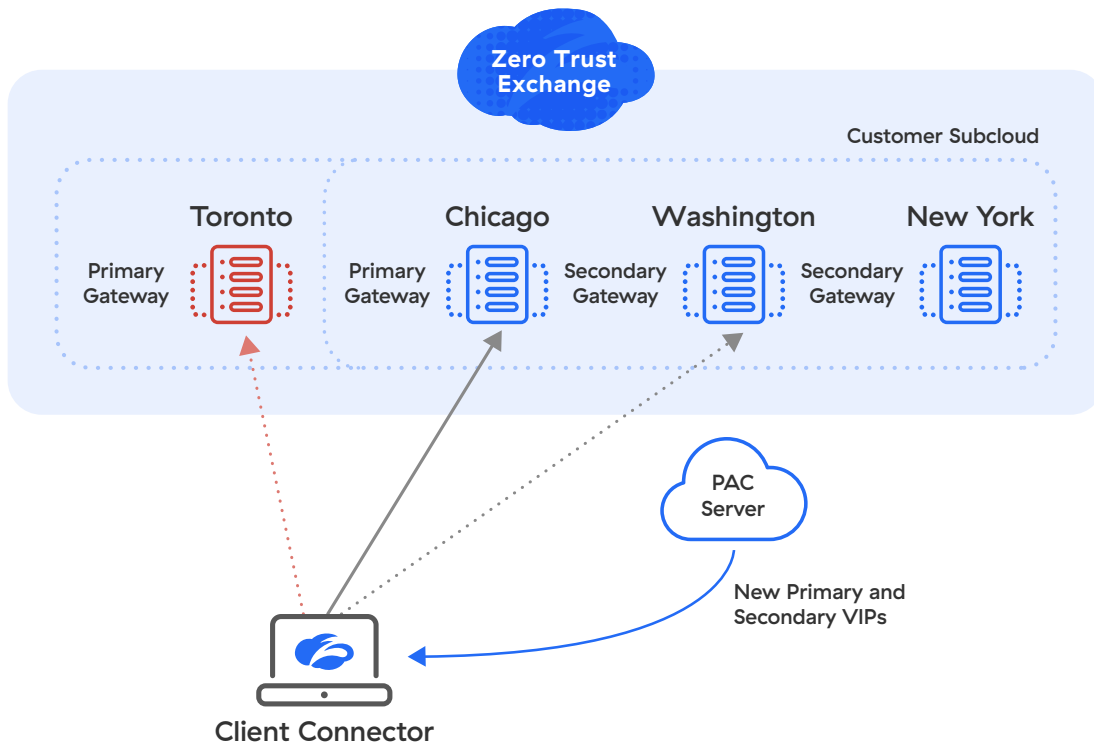 Zero Trust
Exchange
Customer Subcloud
Toronto
Chicago
Washington
New York
Primary
Gateway
Primary
Gateway
Secondary
Gateway
Secondary
Gateway
PAC
Server
New Primary and
Secondary VIPs
Client Connector